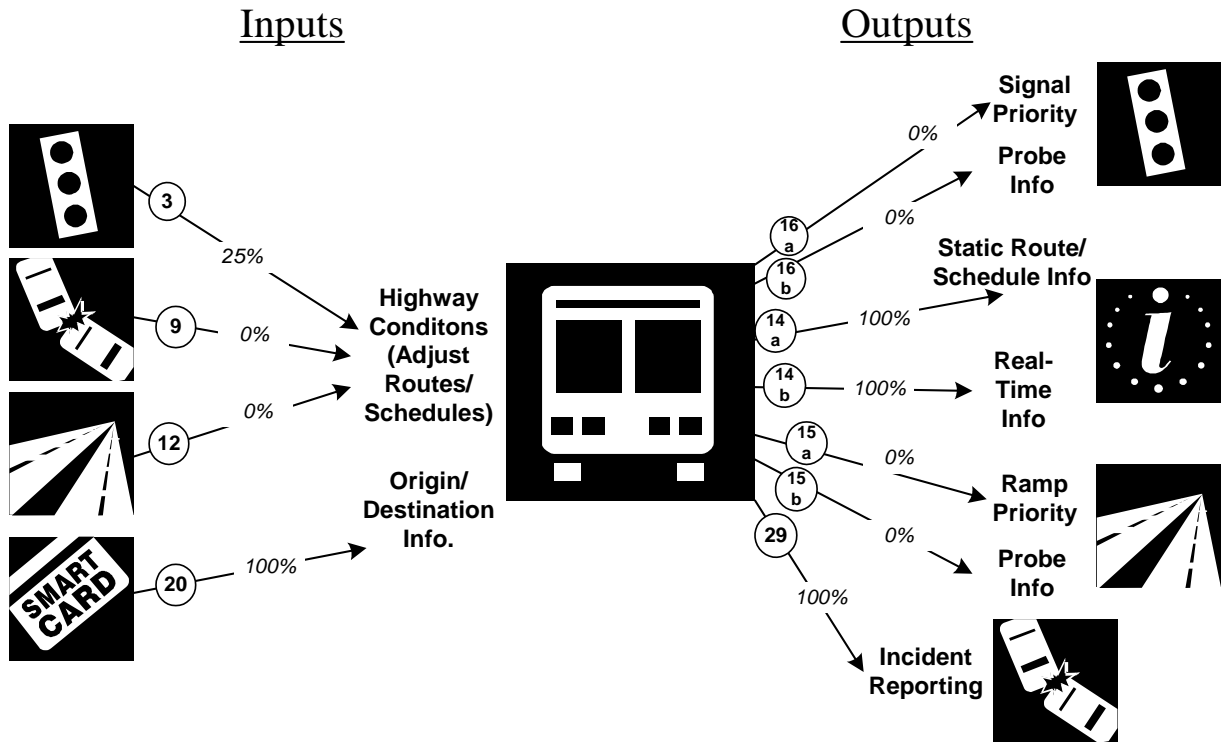 Inputs
Outputs
3
25%
9
0%
12
0%
20
100%
SMART
CARD
Highway
Conditons
(Adjust
Routes/
Schedules)
Origin/
Destination
Info.
16
a
0%
Signal
Priority
16
b
0%
Probe
Info
14
a
100%
Static Route/
Schedule Info
i
14
b
100%
Real-
Time
Info
15
a
0%
Ramp
Priority
15
b
0%
Probe
Info
29
100%
Incident
Reporting